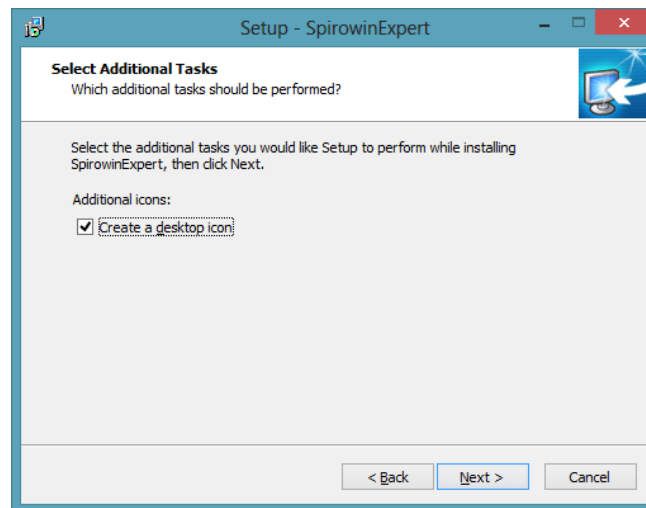 Setup - SpirowinExpert
Select Additional Tasks
Which additional tasks should be performed?
Select the additional tasks you would like Setup to perform while installing
SpirowinExpert, then click Next.
Additional icons:
Create a desktop icon
< Back Next > Cancel